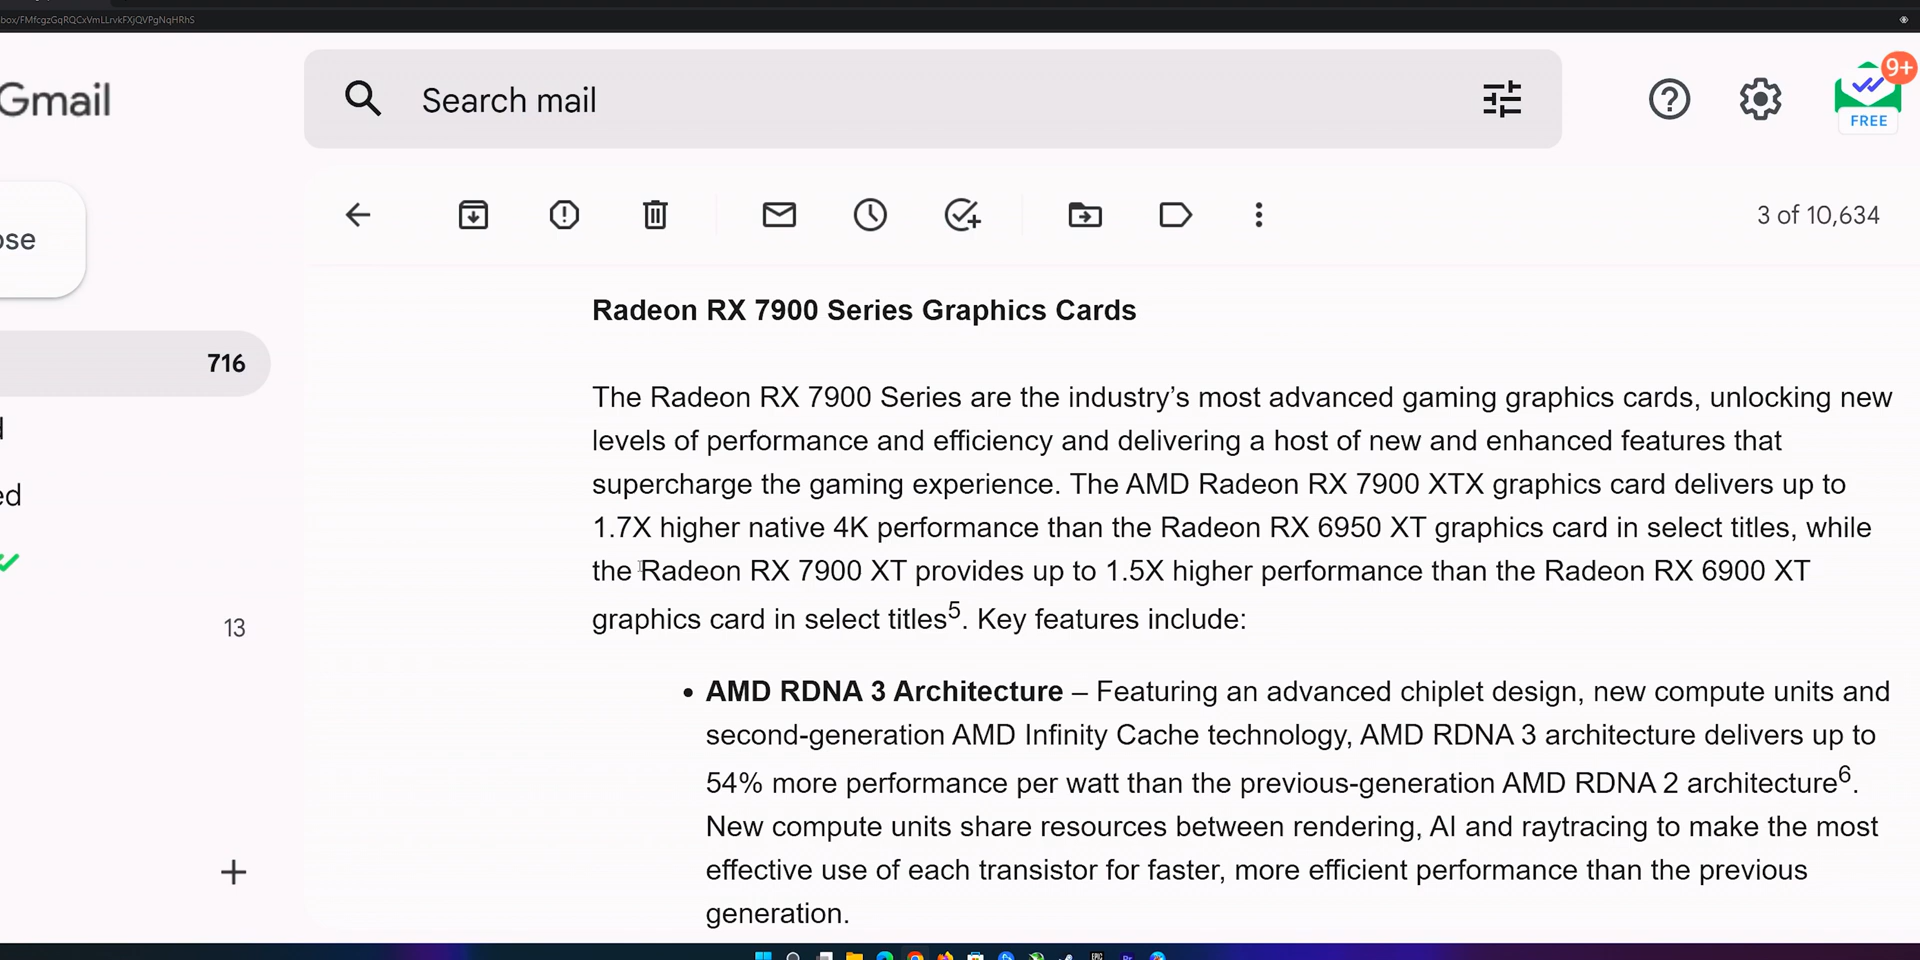 box/FMfcgzGqRQCxVmLLrvkFXjQVPgNqHRhS
Gmail
Search mail
9+
FREE
ose
3 of 10,634
716
d
ed
13
Radeon RX 7900 Series Graphics Cards
The Radeon RX 7900 Series are the industry’s most advanced gaming graphics cards, unlocking new
levels of performance and efficiency and delivering a host of new and enhanced features that
supercharge the gaming experience. The AMD Radeon RX 7900 XTX graphics card delivers up to
1.7X higher native 4K performance than the Radeon RX 6950 XT graphics card in select titles, while
the Radeon RX 7900 XT provides up to 1.5X higher performance than the Radeon RX 6900 XT
graphics card in select titles⁵. Key features include:
• AMD RDNA 3 Architecture – Featuring an advanced chiplet design, new compute units and
second-generation AMD Infinity Cache technology, AMD RDNA 3 architecture delivers up to
54% more performance per watt than the previous-generation AMD RDNA 2 architecture⁶.
New compute units share resources between rendering, AI and raytracing to make the most
effective use of each transistor for faster, more efficient performance than the previous
generation.